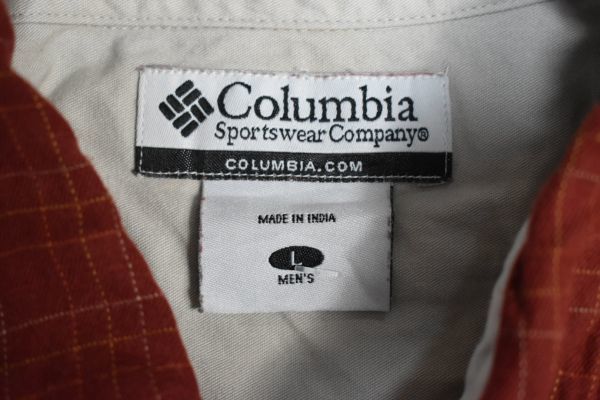 Columbia
Sportswear Company®
COLUMBIA.COM
MADE IN INDIA
L
MEN'S